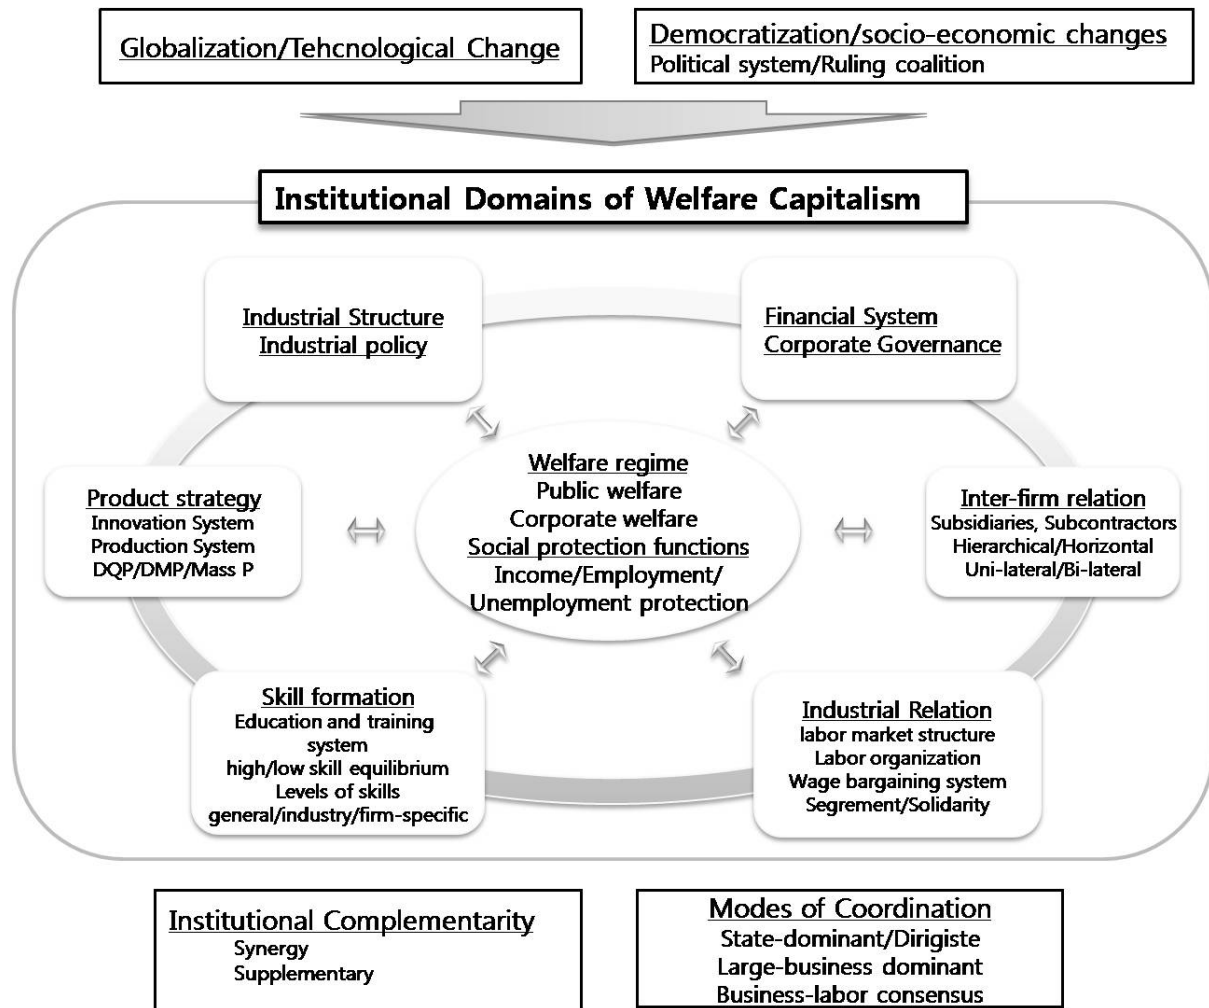 Globalization/Tehcnological Change
Democratization/socio-economic changes
Political system/Ruling coalition
Institutional Domains of Welfare Capitalism
Industrial Structure
Industrial policy
Financial System
Corporate Governance
Product strategy
Innovation System
Production System
DQP/DMP/Mass P
Welfare regime
Public welfare
Corporate welfare
Social protection functions
Income/Employment/
Unemployment protection
Inter-firm relation
Subsidiaries, Subcontractors
Hierarchical/Horizontal
Uni-lateral/Bi-lateral
Skill formation
Education and training
system
high/low skill equilibrium
Levels of skills
general/industry/firm-specific
Industrial Relation
labor market structure
Labor organization
Wage bargaining system
Segrement/Solidarity
Institutional Complementarity
Synergy
Supplementary
Modes of Coordination
State-dominant/Dirigiste
Large-business dominant
Business-labor consensus